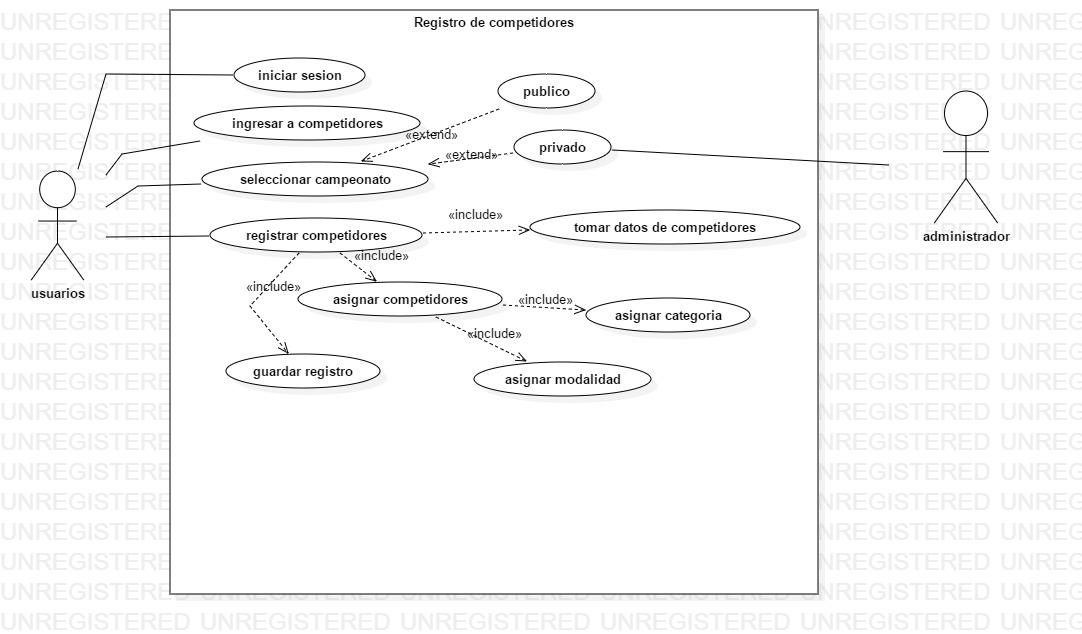 Registro de competidores
iniciar sesion
publico
ingresar a competidores
«extend»
privado
«extend»
seleccionar campeonato
«include»
registrar competidores
tomar datos de competidores
administrador
«include»
«include»
usuarios
asignar competidores
«include»
asignar categoria
«include»
guardar registro
asignar modalidad
UNREGISTERED UNREGISTERED UNREGISTERED UNREGISTERED UNREGISTERED UNREG